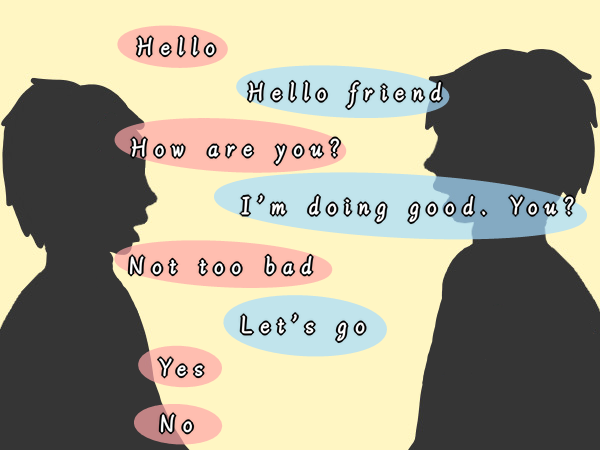 Hello
Hello friend
How are you?
I'm doing good. You?
Not too bad
Let's go
Yes
No